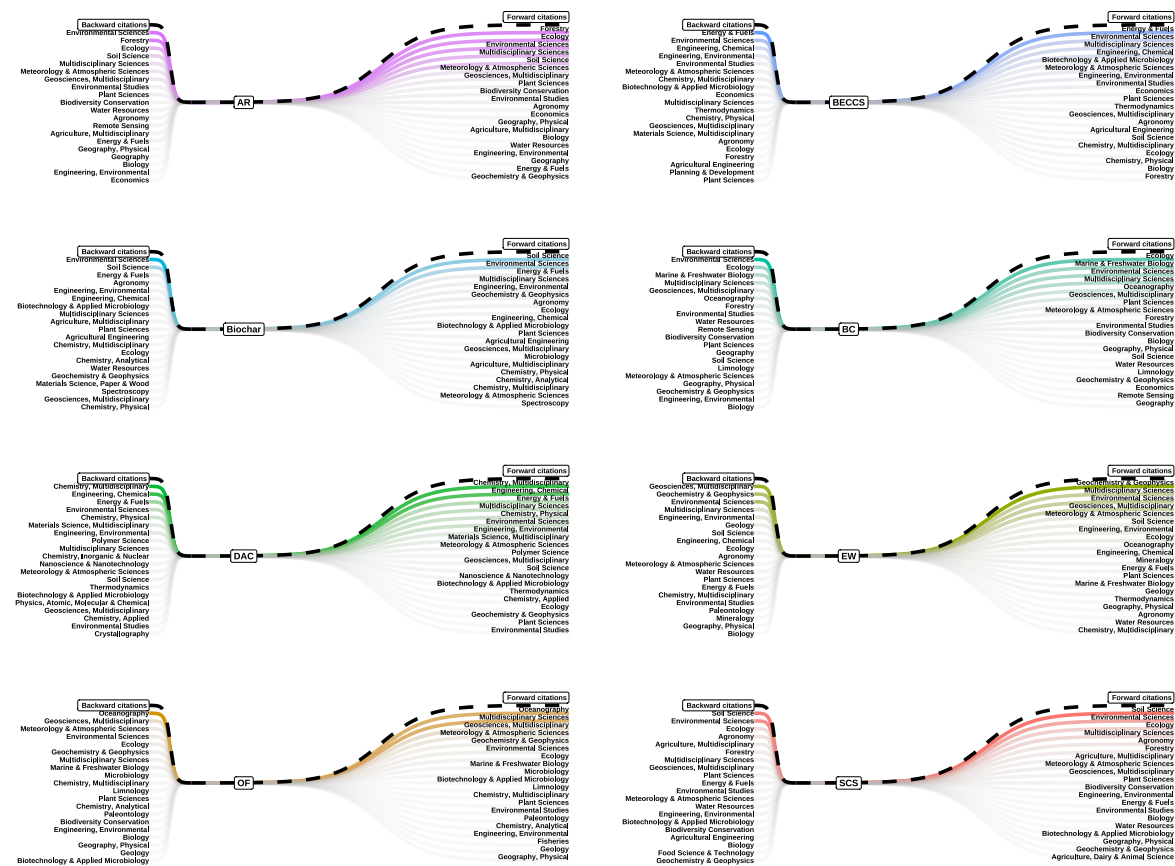 Backward citations
Environmental Sciences
Forestry
Ecology
Soil Science
Multidisciplinary Sciences
Meteorology & Atmospheric Sciences
Geosciences, Multidisciplinary
Environmental Studies
Plant Sciences
Biodiversity Conservation
Water Resources
Agronomy
Remote Sensing
Agriculture, Multidisciplinary
Energy & Fuels
Geography, Physical
Geography
Biology
Engineering, Environmental
Economics
AR
Forward citations
Forestry
Ecology
Environmental Sciences
Multidisciplinary Sciences
Soil Science
Meteorology & Atmospheric Sciences
Geosciences, Multidisciplinary
Plant Sciences
Biodiversity Conservation
Environmental Studies
Agronomy
Economics
Geography, Physical
Agriculture, Multidisciplinary
Biology
Water Resources
Engineering, Environmental
Geography
Energy & Fuels
Geochemistry & Geophysics
Backward citations
Energy & Fuels
Environmental Sciences
Engineering, Chemical
Engineering, Environmental
Environmental Studies
Meteorology & Atmospheric Sciences
Chemistry, Multidisciplinary
Biotechnology & Applied Microbiology
Economics
Multidisciplinary Sciences
Thermodynamics
Chemistry, Physical
Geosciences, Multidisciplinary
Materials Science, Multidisciplinary
Agronomy
Ecology
Forestry
Agricultural Engineering
Planning & Development
Plant Sciences
BECCS
Forward citations
Energy & Fuels
Environmental Sciences
Multidisciplinary Sciences
Engineering, Chemical
Biotechnology & Applied Microbiology
Meteorology & Atmospheric Sciences
Engineering, Environmental
Environmental Studies
Economics
Plant Sciences
Thermodynamics
Geosciences, Multidisciplinary
Agronomy
Agricultural Engineering
Soil Science
Chemistry, Multidisciplinary
Ecology
Chemistry, Physical
Biology
Forestry
Backward citations
Environmental Sciences
Soil Science
Energy & Fuels
Agronomy
Engineering, Environmental
Engineering, Chemical
Biotechnology & Applied Microbiology
Multidisciplinary Sciences
Agriculture, Multidisciplinary
Plant Sciences
Agricultural Engineering
Chemistry, Multidisciplinary
Ecology
Chemistry, Analytical
Water Resources
Geochemistry & Geophysics
Materials Science, Paper & Wood
Spectroscopy
Geosciences, Multidisciplinary
Chemistry, Physical
Biochar
Forward citations
Soil Science
Environmental Sciences
Energy & Fuels
Multidisciplinary Sciences
Engineering, Environmental
Geochemistry & Geophysics
Agronomy
Ecology
Engineering, Chemical
Biotechnology & Applied Microbiology
Plant Sciences
Agricultural Engineering
Geosciences, Multidisciplinary
Microbiology
Agriculture, Multidisciplinary
Chemistry, Physical
Chemistry, Analytical
Chemistry, Multidisciplinary
Meteorology & Atmospheric Sciences
Spectroscopy
Backward citations
Environmental Sciences
Ecology
Marine & Freshwater Biology
Multidisciplinary Sciences
Geosciences, Multidisciplinary
Oceanography
Forestry
Environmental Studies
Water Resources
Remote Sensing
Biodiversity Conservation
Plant Sciences
Geography
Soil Science
Limnology
Meteorology & Atmospheric Sciences
Geography, Physical
Geochemistry & Geophysics
Engineering, Environmental
Biology
BC
Forward citations
Ecology
Marine & Freshwater Biology
Environmental Sciences
Multidisciplinary Sciences
Oceanography
Geosciences, Multidisciplinary
Plant Sciences
Meteorology & Atmospheric Sciences
Forestry
Environmental Studies
Biodiversity Conservation
Biology
Geography, Physical
Soil Science
Water Resources
Limnology
Geochemistry & Geophysics
Economics
Remote Sensing
Geography
Backward citations
Chemistry, Multidisciplinary
Engineering, Chemical
Energy & Fuels
Environmental Sciences
Chemistry, Physical
Materials Science, Multidisciplinary
Engineering, Environmental
Polymer Science
Multidisciplinary Sciences
Chemistry, Inorganic & Nuclear
Nanoscience & Nanotechnology
Meteorology & Atmospheric Sciences
Soil Science
Thermodynamics
Biotechnology & Applied Microbiology
Physics, Atomic, Molecular & Chemical
Geosciences, Multidisciplinary
Chemistry, Applied
Environmental Studies
Crystallography
DAC
Forward citations
Chemistry, Multidisciplinary
Engineering, Chemical
Energy & Fuels
Multidisciplinary Sciences
Chemistry, Physical
Environmental Sciences
Engineering, Environmental
Materials Science, Multidisciplinary
Meteorology & Atmospheric Sciences
Polymer Science
Geosciences, Multidisciplinary
Soil Science
Nanoscience & Nanotechnology
Biotechnology & Applied Microbiology
Thermodynamics
Chemistry, Applied
Ecology
Geochemistry & Geophysics
Plant Sciences
Environmental Studies
Backward citations
Geosciences, Multidisciplinary
Geochemistry & Geophysics
Environmental Sciences
Multidisciplinary Sciences
Engineering, Environmental
Geology
Soil Science
Engineering, Chemical
Ecology
Agronomy
Meteorology & Atmospheric Sciences
Water Resources
Plant Sciences
Energy & Fuels
Chemistry, Multidisciplinary
Environmental Studies
Paleontology
Mineralogy
Geography, Physical
Biology
EW
Forward citations
Geochemistry & Geophysics
Multidisciplinary Sciences
Environmental Sciences
Geosciences, Multidisciplinary
Meteorology & Atmospheric Sciences
Soil Science
Engineering, Environmental
Ecology
Oceanography
Engineering, Chemical
Mineralogy
Energy & Fuels
Plant Sciences
Marine & Freshwater Biology
Geology
Thermodynamics
Geography, Physical
Agronomy
Water Resources
Chemistry, Multidisciplinary
Backward citations
Oceanography
Geosciences, Multidisciplinary
Meteorology & Atmospheric Sciences
Environmental Sciences
Ecology
Geochemistry & Geophysics
Multidisciplinary Sciences
Marine & Freshwater Biology
Microbiology
Chemistry, Multidisciplinary
Limnology
Plant Sciences
Chemistry, Analytical
Paleontology
Biodiversity Conservation
Engineering, Environmental
Biology
Geography, Physical
Geology
Biotechnology & Applied Microbiology
OF
Forward citations
Oceanography
Multidisciplinary Sciences
Geosciences, Multidisciplinary
Meteorology & Atmospheric Sciences
Geochemistry & Geophysics
Environmental Sciences
Ecology
Marine & Freshwater Biology
Microbiology
Biotechnology & Applied Microbiology
Limnology
Chemistry, Multidisciplinary
Plant Sciences
Environmental Studies
Paleontology
Chemistry, Analytical
Engineering, Environmental
Fisheries
Geology
Geography, Physical
Backward citations
Soil Science
Environmental Sciences
Ecology
Agronomy
Agriculture, Multidisciplinary
Forestry
Multidisciplinary Sciences
Geosciences, Multidisciplinary
Plant Sciences
Energy & Fuels
Environmental Studies
Meteorology & Atmospheric Sciences
Water Resources
Engineering, Environmental
Biotechnology & Applied Microbiology
Biodiversity Conservation
Agricultural Engineering
Biology
Food Science & Technology
Geochemistry & Geophysics
SCS
Forward citations
Soil Science
Environmental Sciences
Ecology
Multidisciplinary Sciences
Agronomy
Forestry
Agriculture, Multidisciplinary
Meteorology & Atmospheric Sciences
Geosciences, Multidisciplinary
Plant Sciences
Biodiversity Conservation
Engineering, Environmental
Energy & Fuels
Environmental Studies
Biology
Water Resources
Biotechnology & Applied Microbiology
Geography, Physical
Geochemistry & Geophysics
Agriculture, Dairy & Animal Science